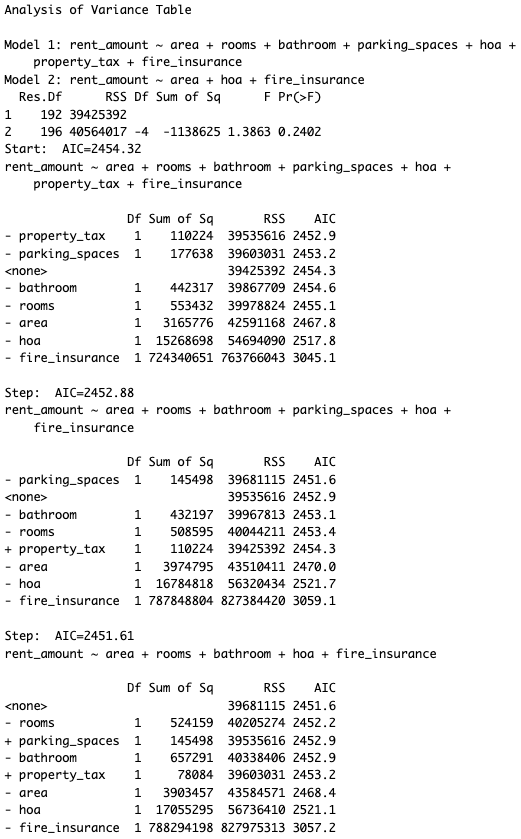 Analysis of Variance Table

Model 1: rent_amount ~ area + rooms + bathroom + parking_spaces + hoa +
    property_tax + fire_insurance
Model 2: rent_amount ~ area + hoa + fire_insurance
  Res.Df      RSS Df Sum of Sq      F Pr(>F)
1    192 39425392
2    196 40564017 -4  -1138625 1.3863 0.2402
Start:  AIC=2454.32
rent_amount ~ area + rooms + bathroom + parking_spaces + hoa +
    property_tax + fire_insurance

                 Df Sum of Sq       RSS    AIC
- property_tax    1    110224  39535616 2452.9
- parking_spaces  1    177638  39603031 2453.2
<none>                         39425392 2454.3
- bathroom        1    442317  39867709 2454.6
- rooms           1    553432  39978824 2455.1
- area            1   3165776  42591168 2467.8
- hoa             1  15268698  54694090 2517.8
- fire_insurance  1 724340651 763766043 3045.1

Step:  AIC=2452.88
rent_amount ~ area + rooms + bathroom + parking_spaces + hoa +
    fire_insurance

                 Df Sum of Sq       RSS    AIC
- parking_spaces  1    145498  39681115 2451.6
<none>                         39535616 2452.9
- bathroom        1    432197  39967813 2453.1
- rooms           1    508595  40044211 2453.4
+ property_tax    1    110224  39425392 2454.3
- area            1   3974795  43510411 2470.0
- hoa             1  16784818  56320434 2521.7
- fire_insurance  1 787848804 827384420 3059.1

Step:  AIC=2451.61
rent_amount ~ area + rooms + bathroom + hoa + fire_insurance

                 Df Sum of Sq       RSS    AIC
<none>                         39681115 2451.6
- rooms           1    524159  40205274 2452.2
+ parking_spaces  1    145498  39535616 2452.9
- bathroom        1    657291  40338406 2452.9
+ property_tax    1     78084  39603031 2453.2
- area            1   3903457  43584571 2468.4
- hoa             1  17055295  56736410 2521.1
- fire_insurance  1 788294198 827975313 3057.2